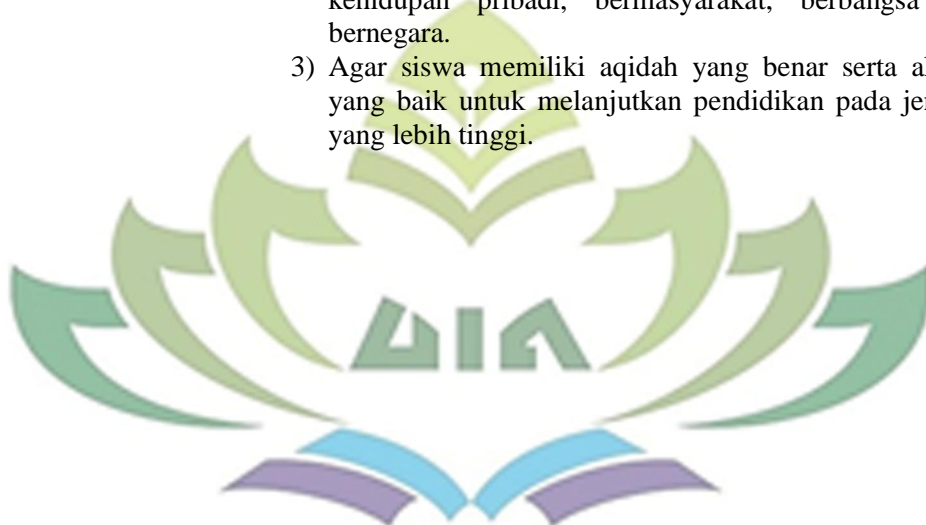 kehidupan pribadi, bermasyarakat, berbangsa
bernegara.
3) Agar siswa memiliki aqidah yang benar serta
yang baik untuk melanjutkan pendidikan pada
yang lebih tinggi.